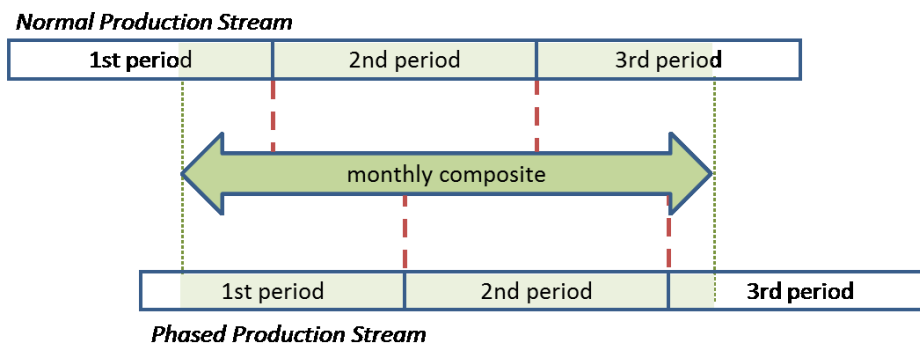 Normal Production Stream
1st period 2nd period 3rd period
monthly composite
1st period 2nd period 3rd period
Phased Production Stream